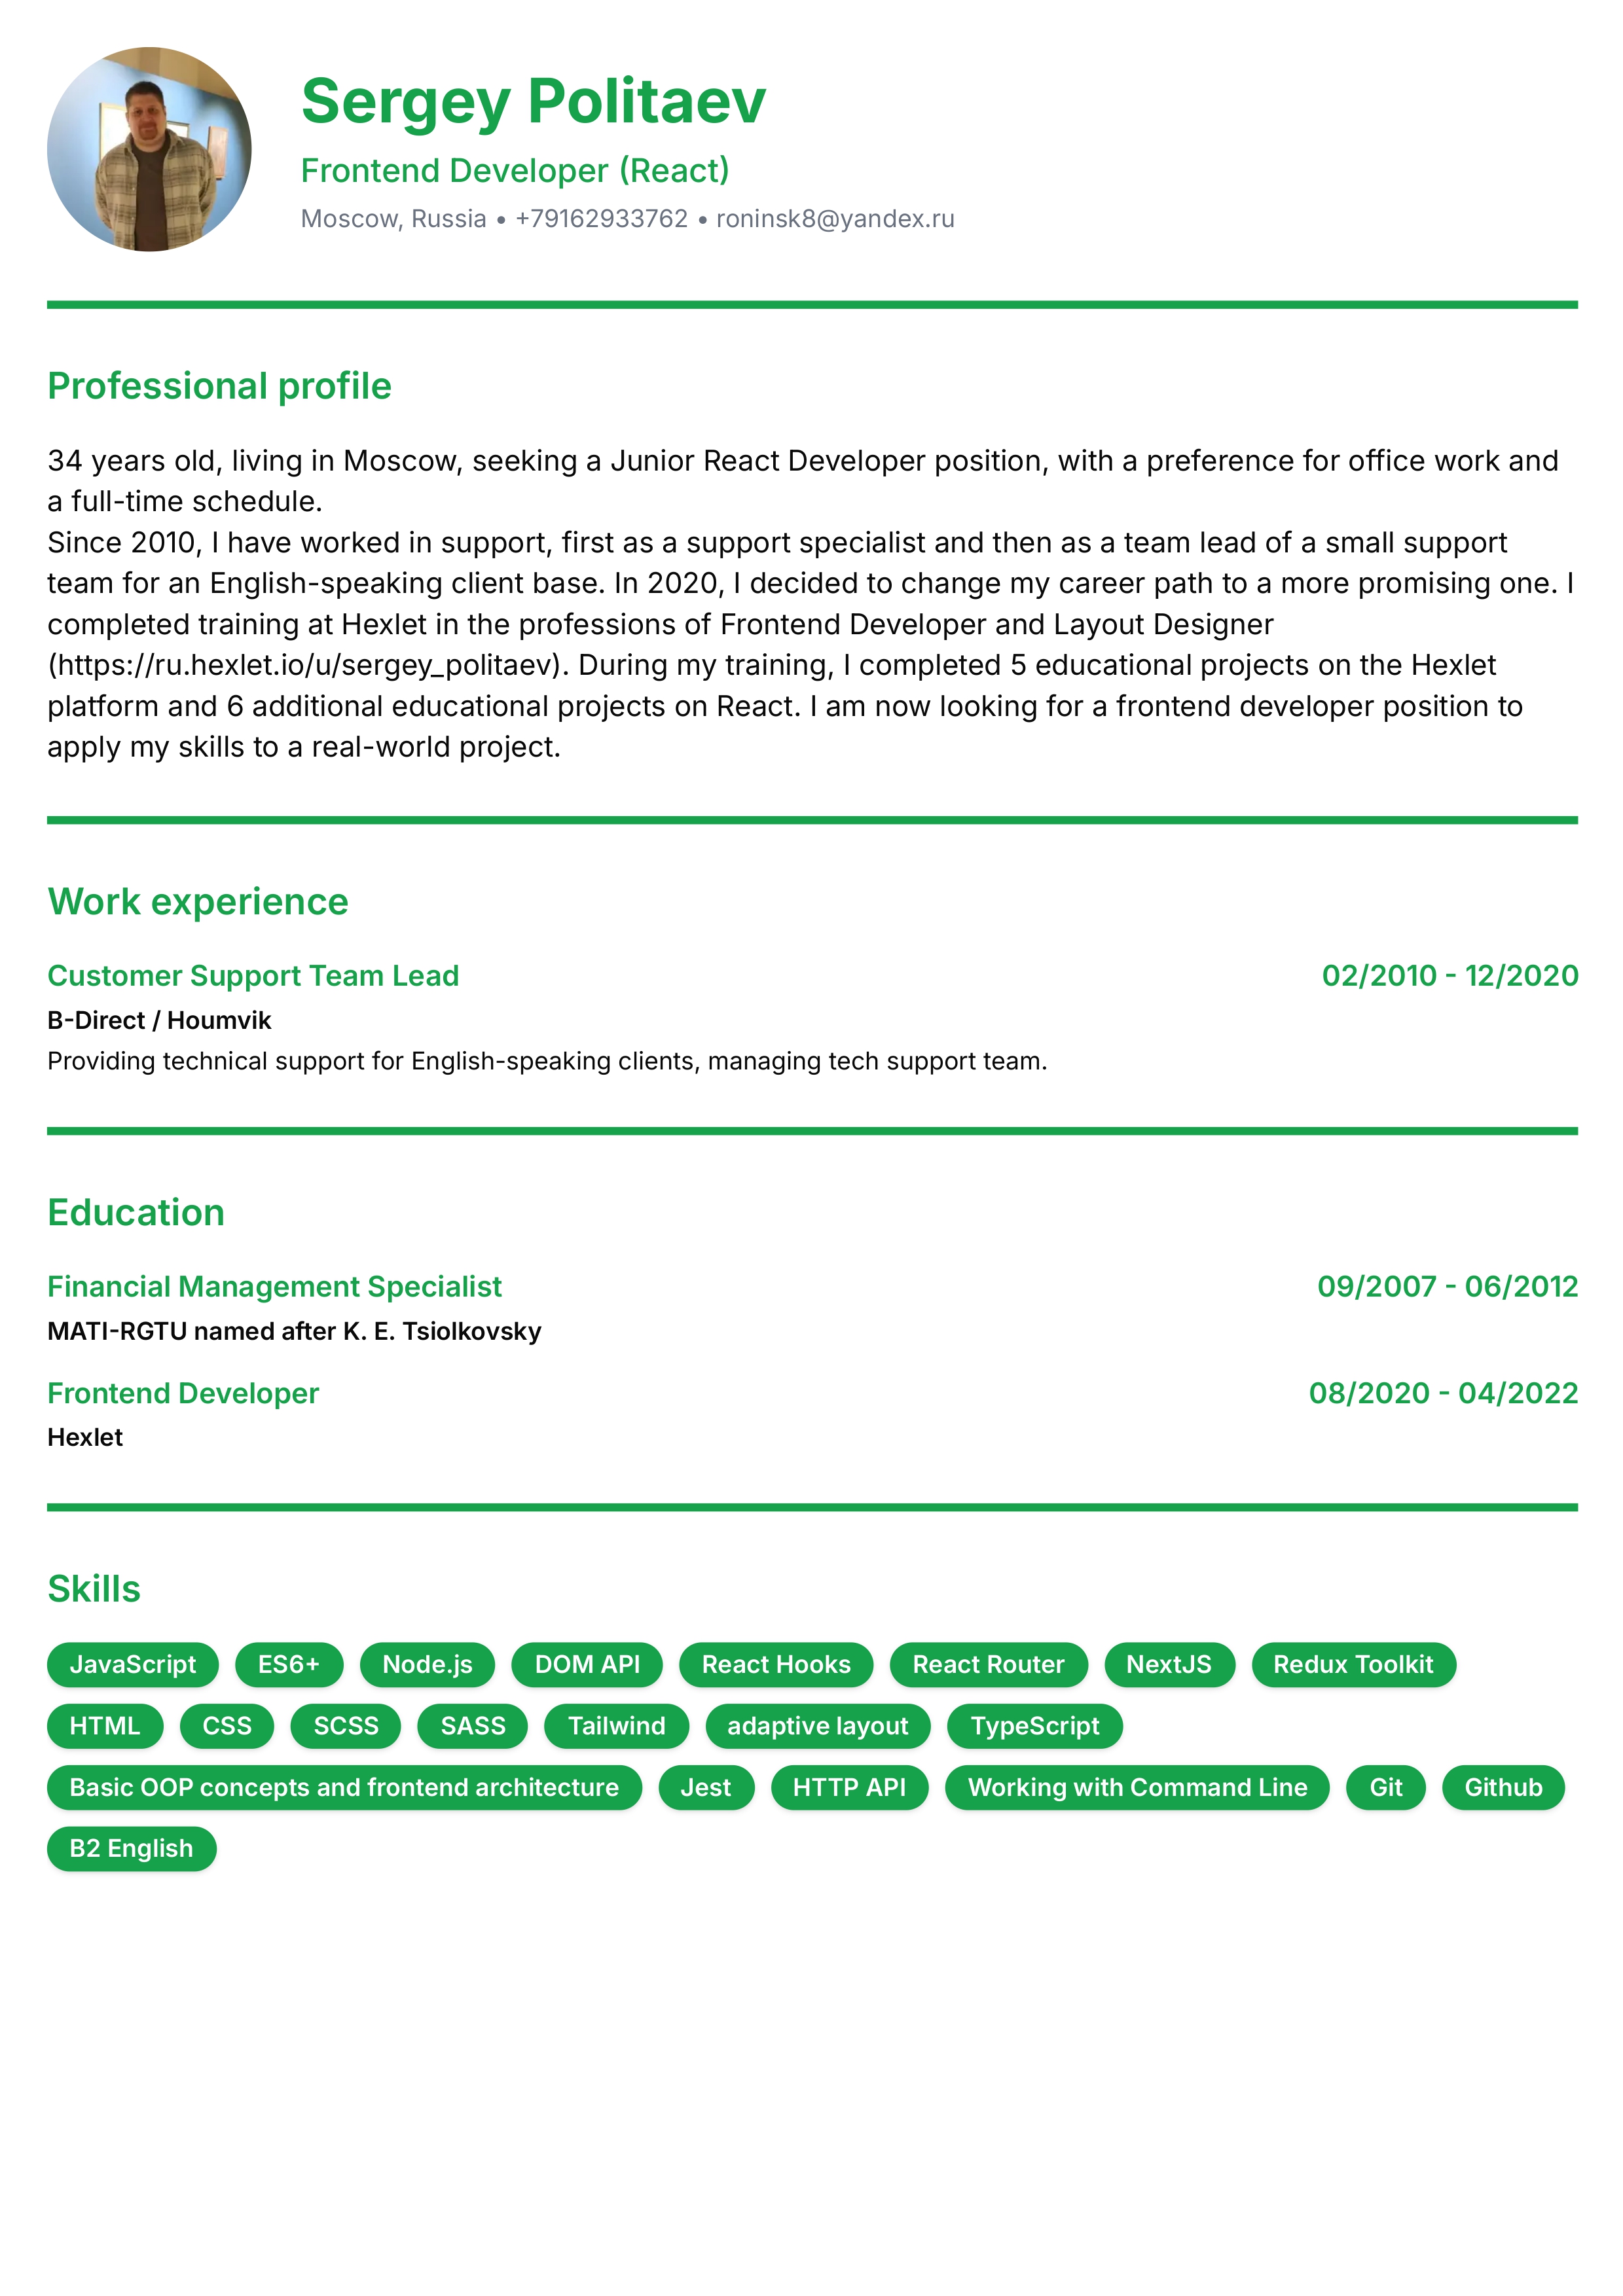 Sergey Politaev
Frontend Developer (React)
Moscow, Russia • +79162933762 • roninsk8@yandex.ru
Professional profile
34 years old, living in Moscow, seeking a Junior React Developer position, with a preference for office work and
a full-time schedule.
Since 2010, I have worked in support, first as a support specialist and then as a team lead of a small support
team for an English-speaking client base. In 2020, I decided to change my career path to a more promising one. I
completed training at Hexlet in the professions of Frontend Developer and Layout Designer
(https://ru.hexlet.io/u/sergey_politaev). During my training, I completed 5 educational projects on the Hexlet
platform and 6 additional educational projects on React. I am now looking for a frontend developer position to
apply my skills to a real-world project.
Work experience
Customer Support Team Lead 02/2010 - 12/2020
B-Direct / Houmvik
Providing technical support for English-speaking clients, managing tech support team.
Education
Financial Management Specialist 09/2007 - 06/2012
MATI-RGTU named after K. E. Tsiolkovsky
Frontend Developer 08/2020 - 04/2022
Hexlet
Skills
JavaScript ES6+ Node.js DOM API React Hooks React Router NextJS Redux Toolkit
HTML CSS SCSS SASS Tailwind adaptive layout TypeScript
Basic OOP concepts and frontend architecture Jest HTTP API Working with Command Line Git Github
B2 English